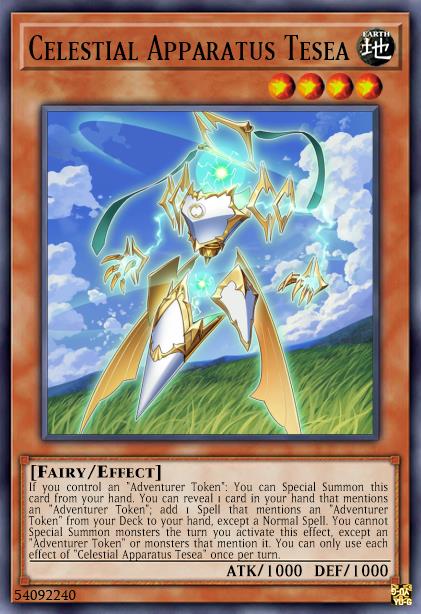 CELESTIAL APPARATUS TESEA
EARTH
地
[FAIRY/EFFECT]
If you control an "Adventurer Token": You can Special Summon this
card from your hand. You can reveal 1 card in your hand that mentions
an "Adventurer Token"; add 1 Spell that mentions an "Adventurer
Token" from your Deck to your hand, except a Normal Spell. You cannot
Special Summon monsters the turn you activate this effect, except an
"Adventurer Token" or monsters that mention it. You can only use each
effect of "Celestial Apparatus Tesea" once per turn.
ATK/1000 DEF/1000
54092240